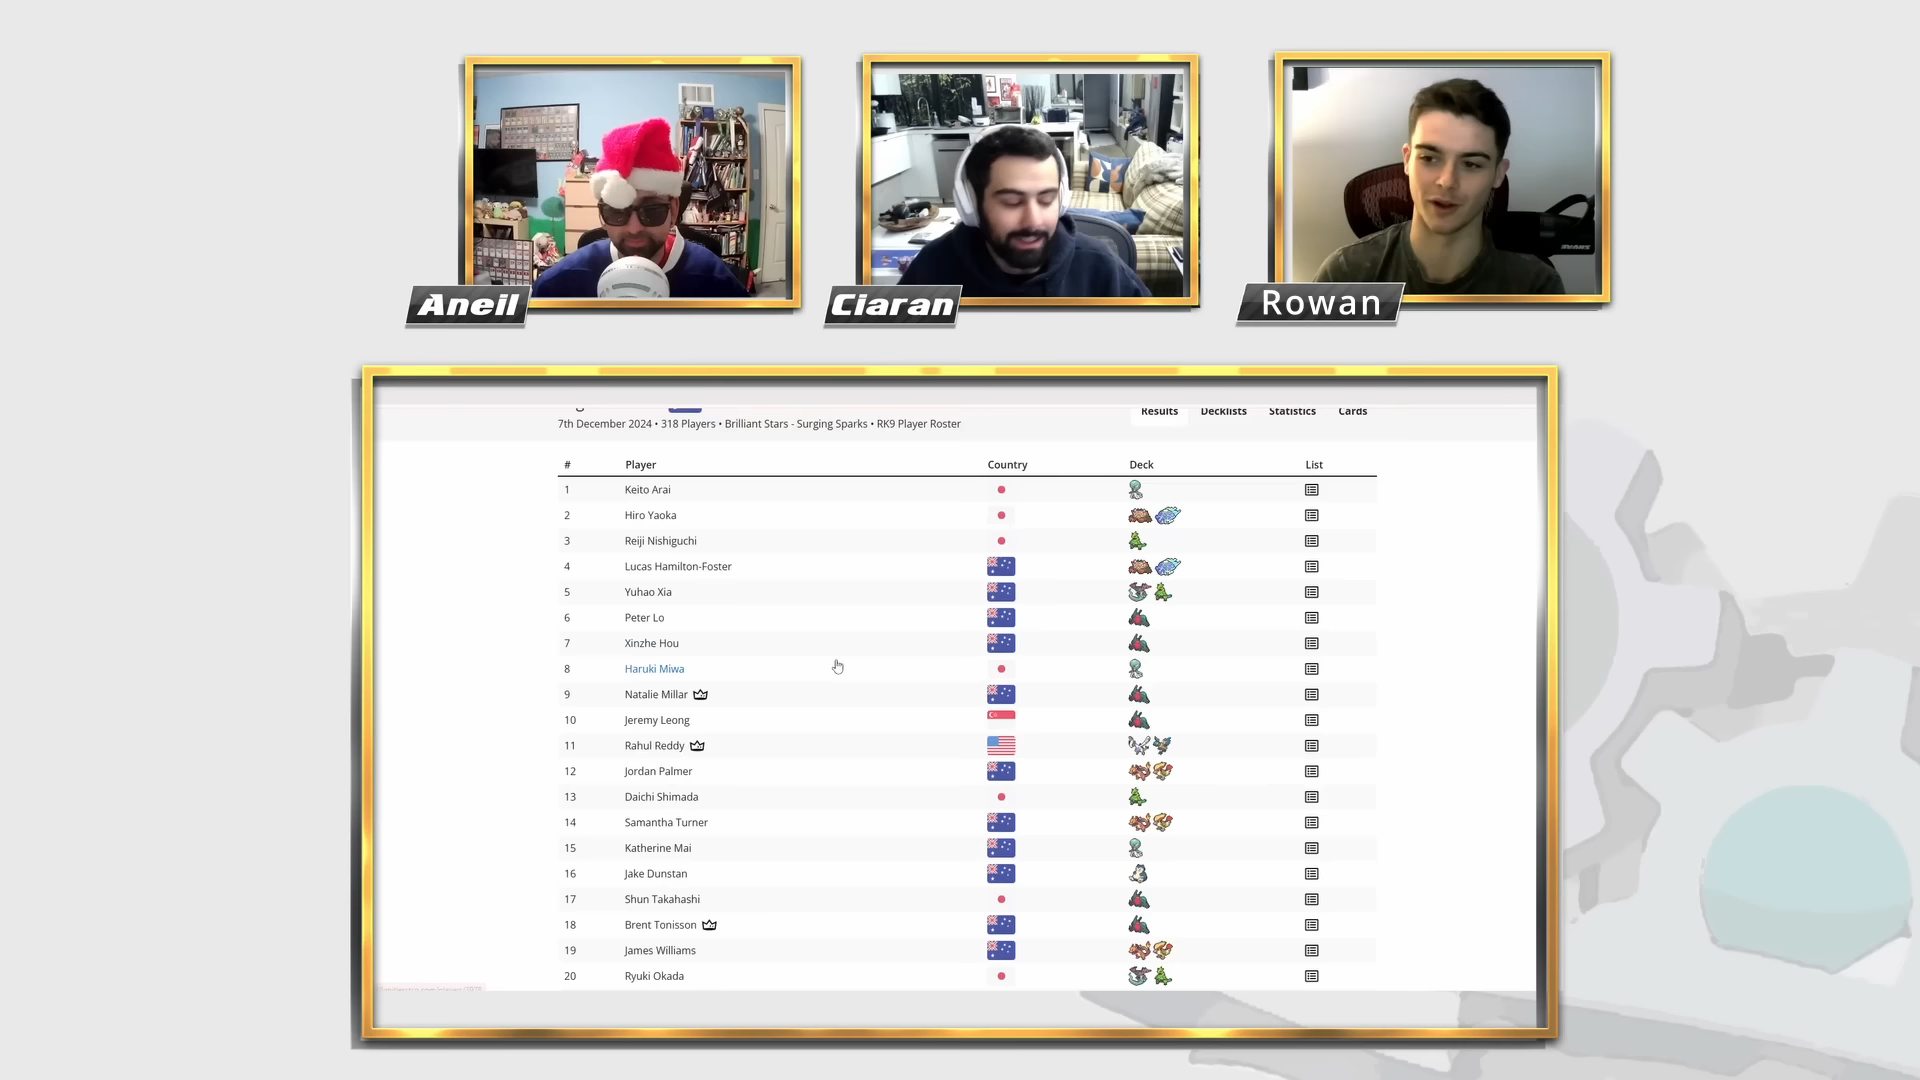 Aneil
Ciaran
Rowan
Results Decklists Statistics Cards
7th December 2024 • 318 Players • Brilliant Stars - Surging Sparks • RK9 Player Roster
# Player Country Deck List
1 Keito Arai
2 Hiro Yaoka
3 Reiji Nishiguchi
4 Lucas Hamilton-Foster
5 Yuhao Xia
6 Peter Lo
7 Xinzhe Hou
8 Haruki Miwa
9 Natalie Millar
10 Jeremy Leong
11 Rahul Reddy
12 Jordan Palmer
13 Daichi Shimada
14 Samantha Turner
15 Katherine Mai
16 Jake Dunstan
17 Shun Takahashi
18 Brent Tonisson
19 James Williams
20 Ryuki Okada